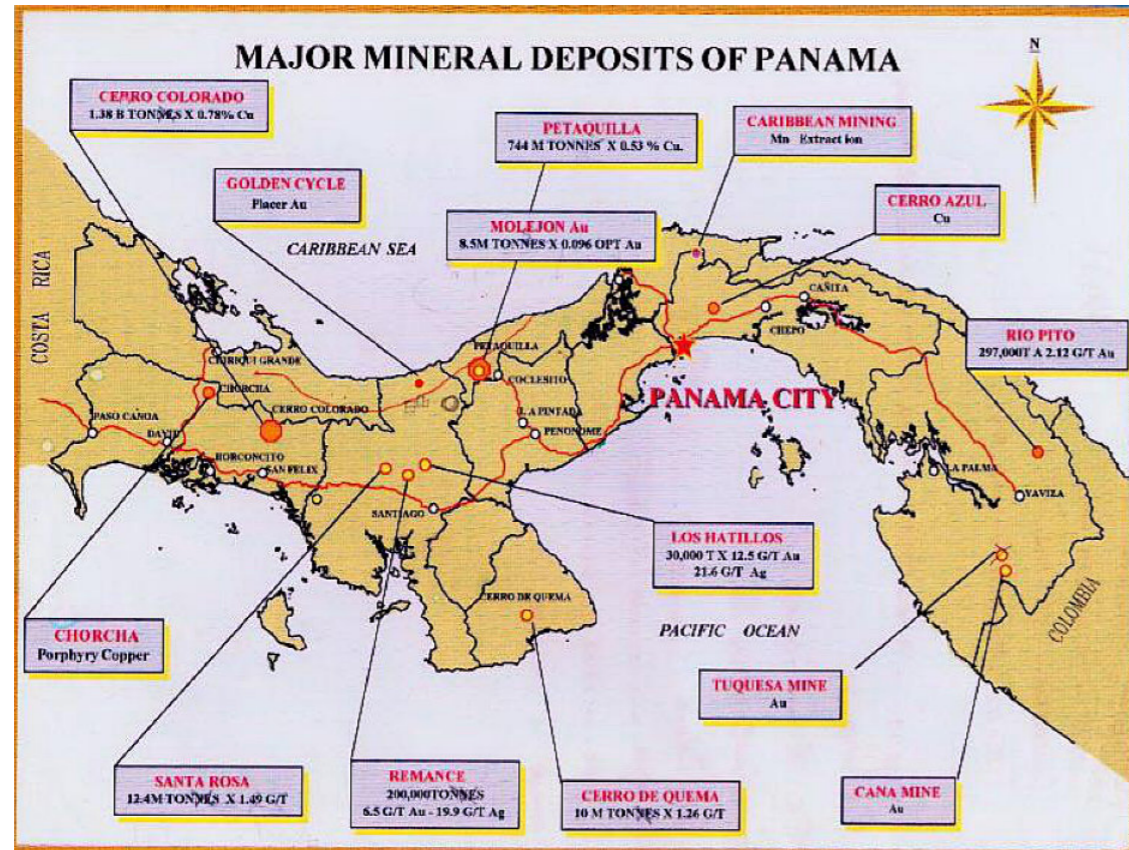 MAJOR MINERAL DEPOSITS OF PANAMA
N
CERRO COLORADO
1.38 B TONNES X 0.78% Cu
PETAQUILLA
744 M TONNES X 0.53 % Cu.
CARIBBEAN MINING
Mn Extraction
GOLDEN CYCLE
Placer Au
CERRO AZUL
Cu
MOLEJON Au
8.5M TONNES X 0.096 OPT Au
CARIBBEAN SEA
COSTA RICA
CAÑITA
CHEPO
RIO PITO
297,000T A 2.12 G/T Au
PETAQUILLA
CHIRIQUI GRANDE
COCLESITO
CHORCHA
PANAMA CITY
CERRO COLORADO
PASO CANOA
LA PINTADA
DAVID
PENONOME
HORCONCITO
SAN FELIX
LA PALMA
YAVIZA
SANTIAGO
LOS HATILLOS
30,000 T X 12.5 G/T Au
21.6 G/T Ag
CERRO DE QUEMA
COLOMBIA
CHORCHA
Porphyry Copper
PACIFIC OCEAN
TUQUESA MINE
Au
SANTA ROSA
12.4M TONNES X 1.49 G/T
REMANCE
200,000TONNES
6.5 G/T Au - 19.9 G/T Ag
CERRO DE QUEMA
10 M TONNES X 1.26 G/T
CANA MINE
Au